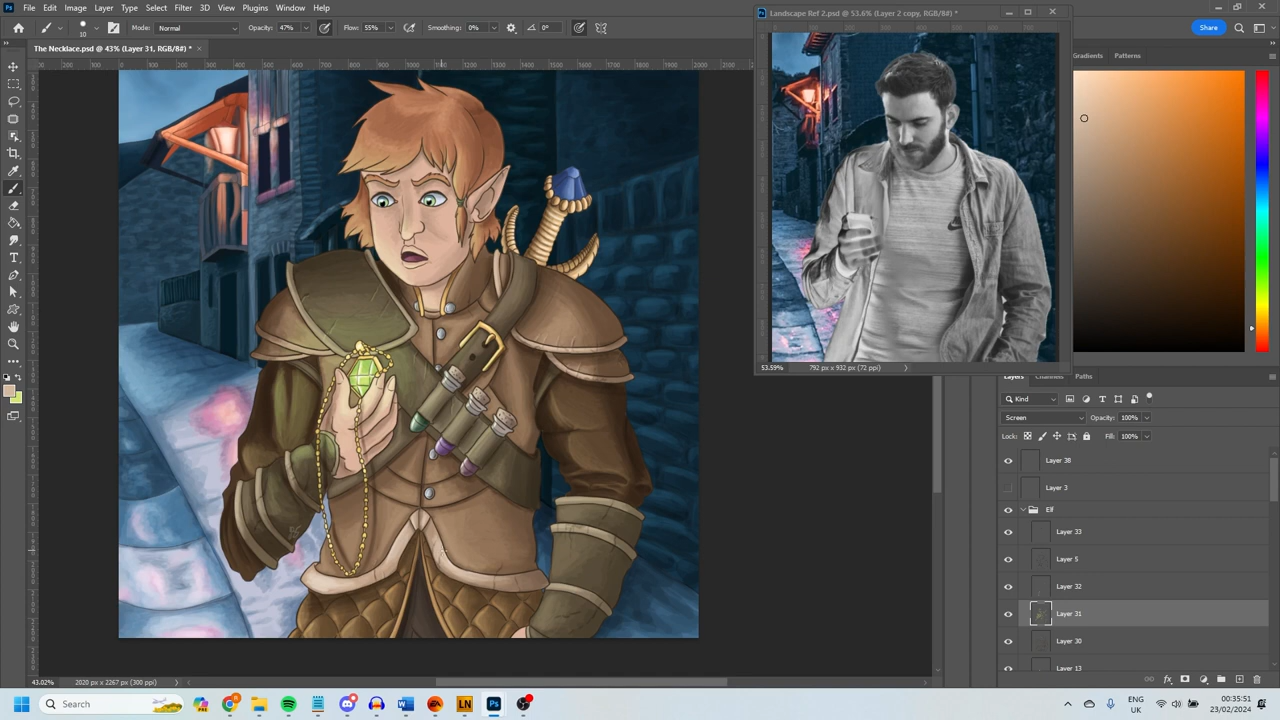 File Edit Image Layer Type Select Filter 3D View Plugins Window Help
Mode: Normal Opacity: 47% Flow: 55% Smoothing: 0% 0° Share
10
The Necklace.psd @ 43% (Layer 31, RGB/8#) *
Landscape Ref 2.psd @ 53.6% (Layer 2 copy, RGB/8#) *
Gradients Patterns
53.59% 792 px x 932 px (72 ppi)
Layers Channels Paths
Kind
Screen Opacity: 100%
Lock: Fill: 100%
Layer 38
Layer 3
Elf
Layer 33
Layer 5
Layer 32
Layer 31
Layer 30
Layer 13
43.02% 2020 px x 2267 px (300 ppi)
Search
ENG
UK
00:35:51
23/02/2024